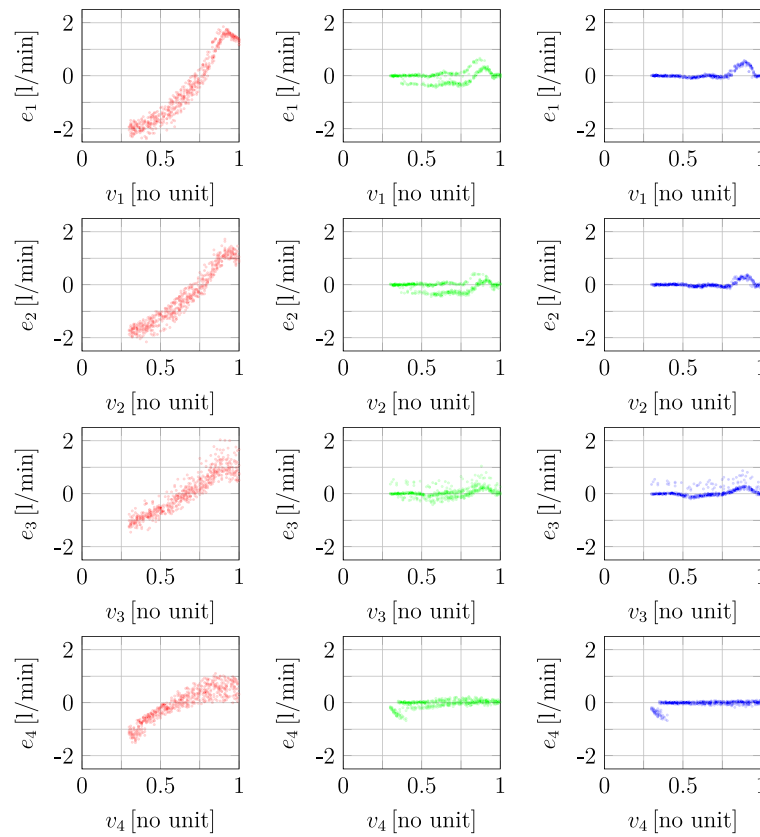 2 2 2
0 0 0
-2 -2 -2
e₁ [l/min] e₁ [l/min] e₁ [l/min]
0 0.5 1 0 0.5 1 0 0.5 1
v₁ [no unit] v₁ [no unit] v₁ [no unit]
2 2 2
0 0 0
-2 -2 -2
e₂ [l/min] e₂ [l/min] e₂ [l/min]
0 0.5 1 0 0.5 1 0 0.5 1
v₂ [no unit] v₂ [no unit] v₂ [no unit]
2 2 2
0 0 0
-2 -2 -2
e₃ [l/min] e₃ [l/min] e₃ [l/min]
0 0.5 1 0 0.5 1 0 0.5 1
v₃ [no unit] v₃ [no unit] v₃ [no unit]
2 2 2
0 0 0
-2 -2 -2
e₄ [l/min] e₄ [l/min] e₄ [l/min]
0 0.5 1 0 0.5 1 0 0.5 1
v₄ [no unit] v₄ [no unit] v₄ [no unit]